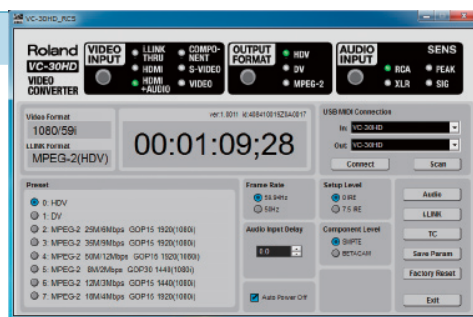 VC-30HD_RCS
Roland
VC-30HD
VIDEO
CONVERTER
VIDEO
INPUT
LLINK
THRU
HDMI
HDMI
+AUDIO
COMPO-
NENT
S-VIDEO
VIDEO
OUTPUT
FORMAT
HDV
DV
MPEG-2
AUDIO
INPUT
RCA
XLR
SENS
PEAK
SIG
Video Format
1080/59i
i.LINK Format
MPEG-2(HDV)
00:01:09;28
USB MIDI Connection
In: VC-30HD
Out: VC-30HD
Connect
Scan
Preset
0: HDV
1: DV
2: MPEG-2 25M/6Mbps GOP15 1920(1080i)
3: MPEG-2 35M/9Mbps GOP15 1920(1080i)
4: MPEG-2 50M/12Mbps GOP15 1920(1080i)
5: MPEG-2 8M/2Mbps GOP30 1440(1080i)
6: MPEG-2 12M/3Mbps GOP15 1440(1080i)
7: MPEG-2 16M/4Mbps GOP15 1920(1080i)
Frame Rate
59.94Hz
50Hz
Audio Input Delay
0.0
Auto Power Off
Setup Level
0 IRE
7.5 IRE
Component Level
SMPTE
BETACAM
Audio
i.LINK
TC
Save Param
Factory Reset
Exit